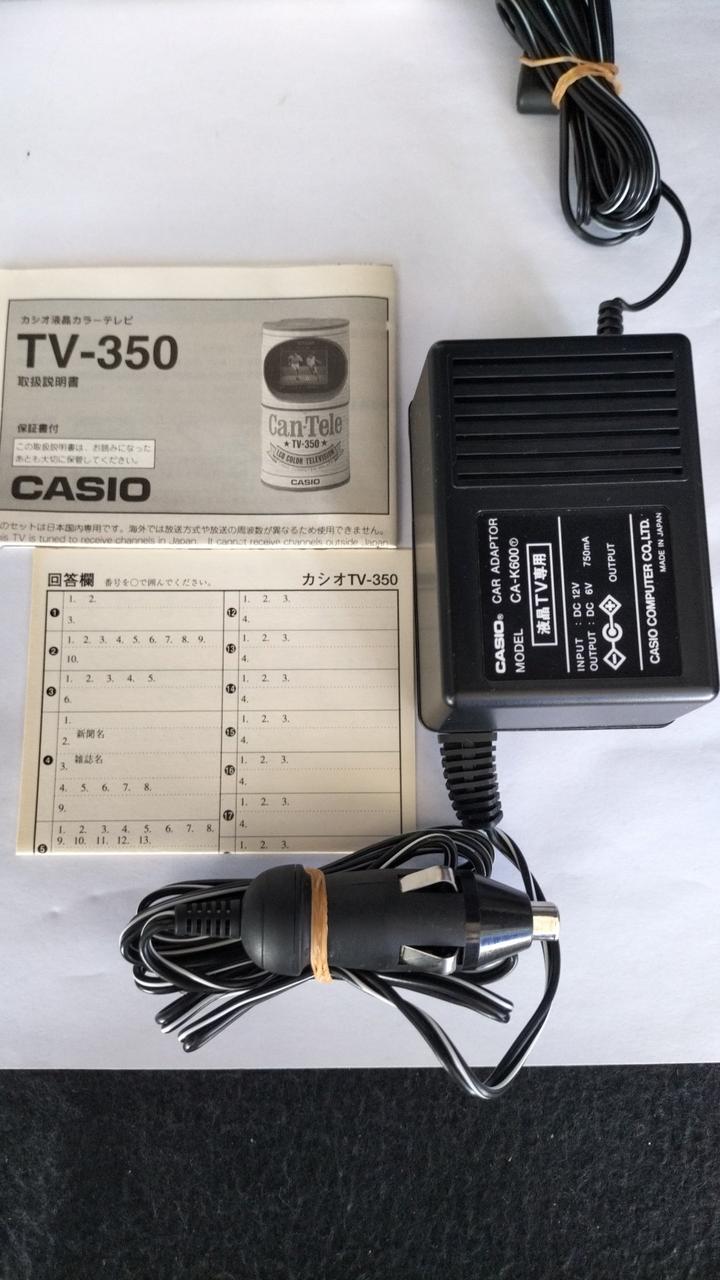 カシオ液晶カラーテレビ
TV-350
取扱説明書
保証書付
この取扱説明書は、お読みになった
あとも大切に保管してください。
CASIO
Can-Tele
★TV-350★
LCD COLOR TELEVISION
CASIO
のセットは日本国内専用です。海外では放送方式や放送の周波数が異なるため使用できません。
is TV is tuned to receive channels in Japan. It cannot receive channels outside Japan.
回答欄 番号を○で囲んでください。 カシオTV-350
❶ 1. 2.
3.
❷ 1. 2. 3. 4. 5. 6. 7. 8. 9.
10.
❸ 1. 2. 3. 4. 5.
6.
❹ 1.
2. 新聞名
3. 雑誌名
4. 5. 6. 7. 8.
9.
❺ 1. 2. 3. 4. 5. 6. 7. 8.
9. 10. 11. 12. 13.
⓬ 1. 2. 3.
4.
⓭ 1. 2. 3.
4.
⓮ 1. 2. 3.
4.
⓯ 1. 2. 3.
4.
⓰ 1. 2. 3.
4.
⓱ 1. 2. 3.
4.
1. 2. 3.
CASIO® CAR ADAPTOR
MODEL CA-K600Ⓙ
液晶TV専用
INPUT : DC 12V
OUTPUT : DC 6V 750mA
OUTPUT
CASIO COMPUTER CO., LTD.
MADE IN JAPAN